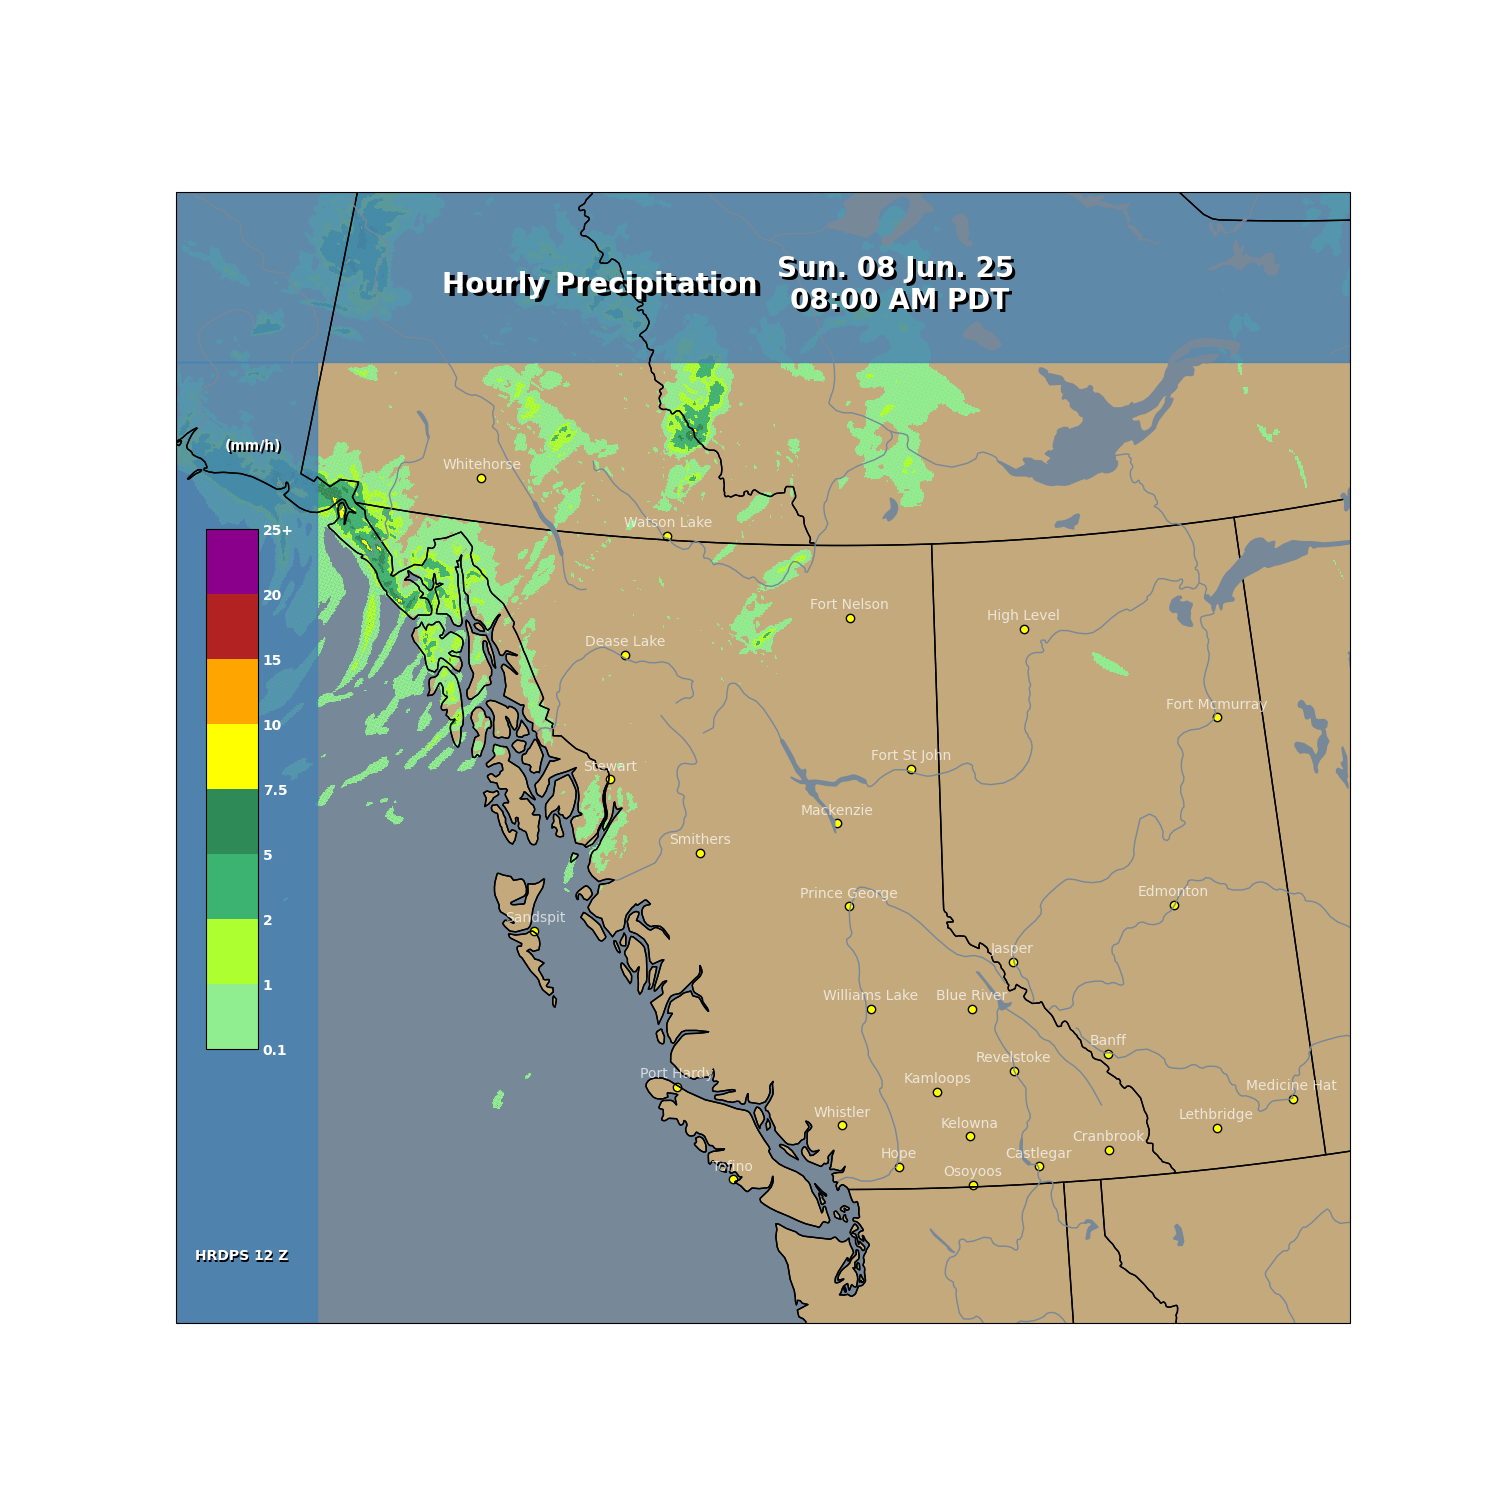 Hourly Precipitation
Sun. 08 Jun. 25
08:00 AM PDT
(mm/h)
25+
20
15
10
7.5
5
2
1
0.1
HRDPS 12 Z
Whitehorse
Watson Lake
Fort Nelson
High Level
Dease Lake
Fort Mcmurray
Fort St John
Stewart
Mackenzie
Smithers
Prince George
Edmonton
Sandspit
Jasper
Williams Lake
Blue River
Banff
Revelstoke
Port Hardy
Kamloops
Medicine Hat
Whistler
Lethbridge
Kelowna
Cranbrook
Hope
Castlegar
Tofino
Osoyoos